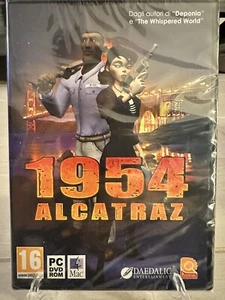 Dagli autori di "Deponia"
e "The Whispered World"
1954
ALCATRAZ
16
PC
DVD
ROM
Mac
DAEDALIC
ENTERTAINMENT